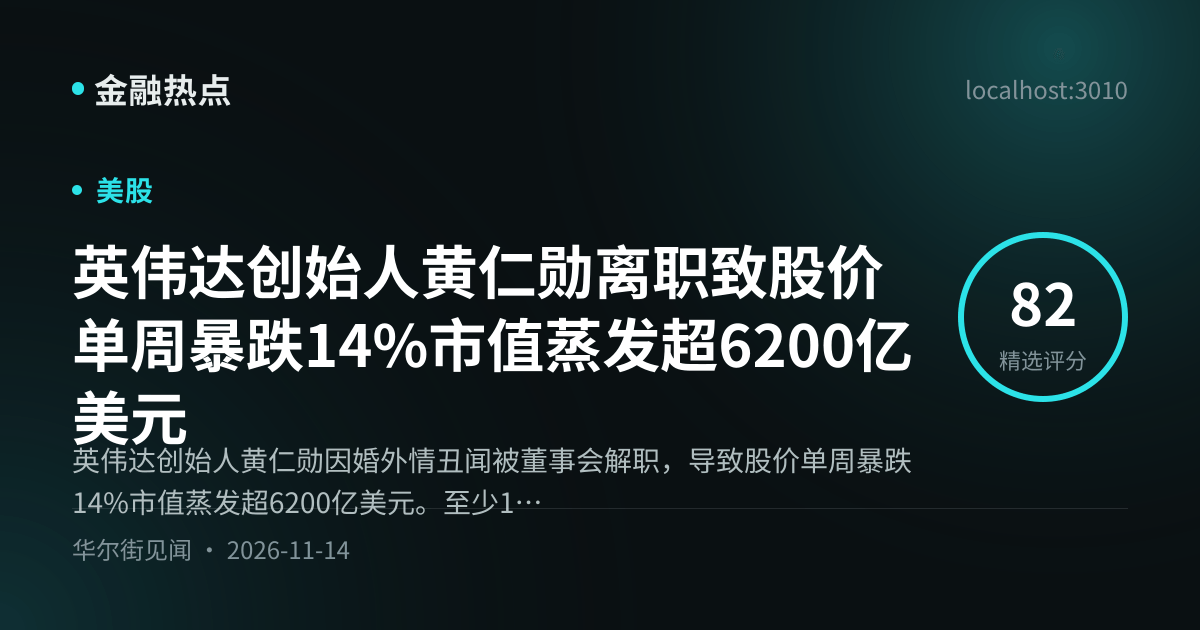 金融热点
localhost:3010
美股
英伟达创始人黄仁勋离职致股价
单周暴跌14%市值蒸发超6200亿
美元
82
精选评分
英伟达创始人黄仁勋因婚外情丑闻被董事会解职，导致股价单周暴跌
14%市值蒸发超6200亿美元。至少1…
华尔街见闻 · 2026-11-14